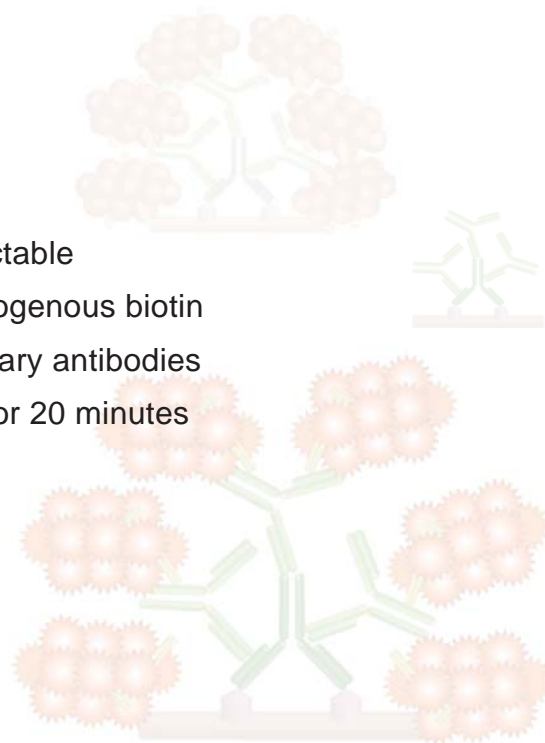 ctable
ogenous biotin
ary antibodies
or 20 minutes